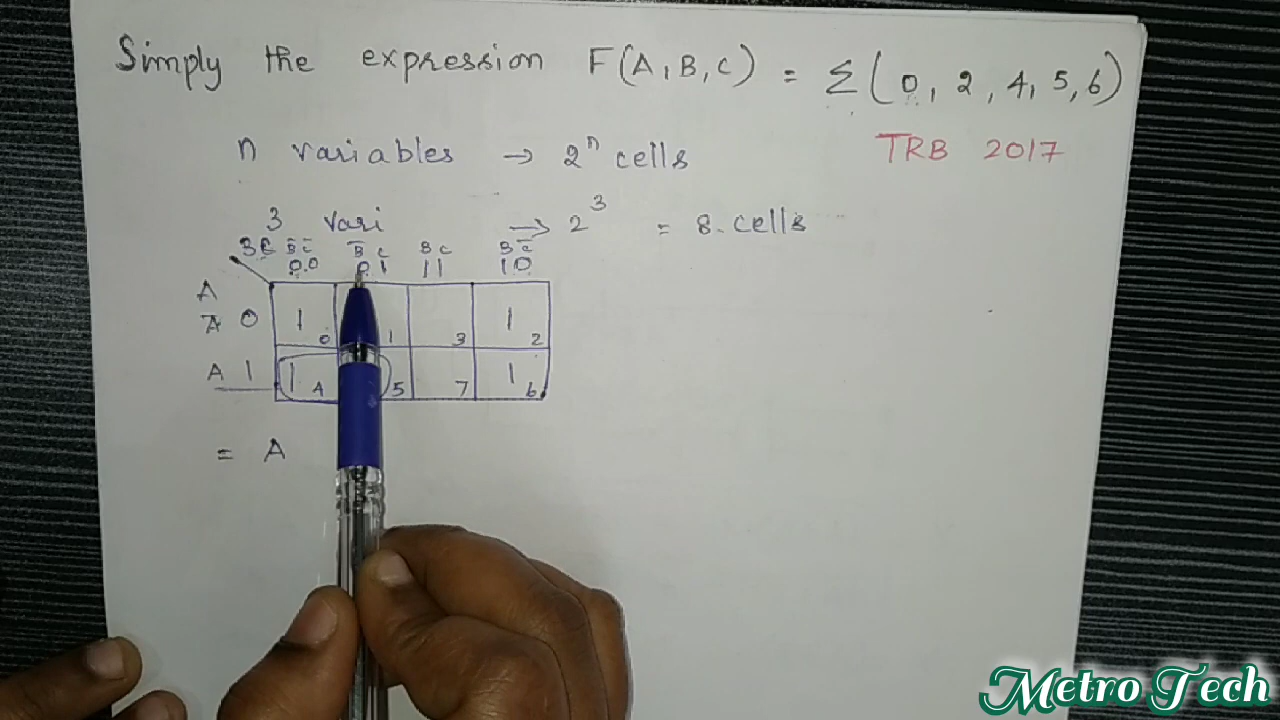 Simply the expression F(A,B,C) = Σ(0, 2, 4, 5, 6)
TRB 2017
n variables → 2ⁿ cells
3 vari → 2³ = 8 cells
B̅ C̅ B̅ C B C B C̅
00 01 11 10
A
A̅ 0 1 0 1 3 1 2
A 1 1 4 5 7 1 6
= A
Metro Tech